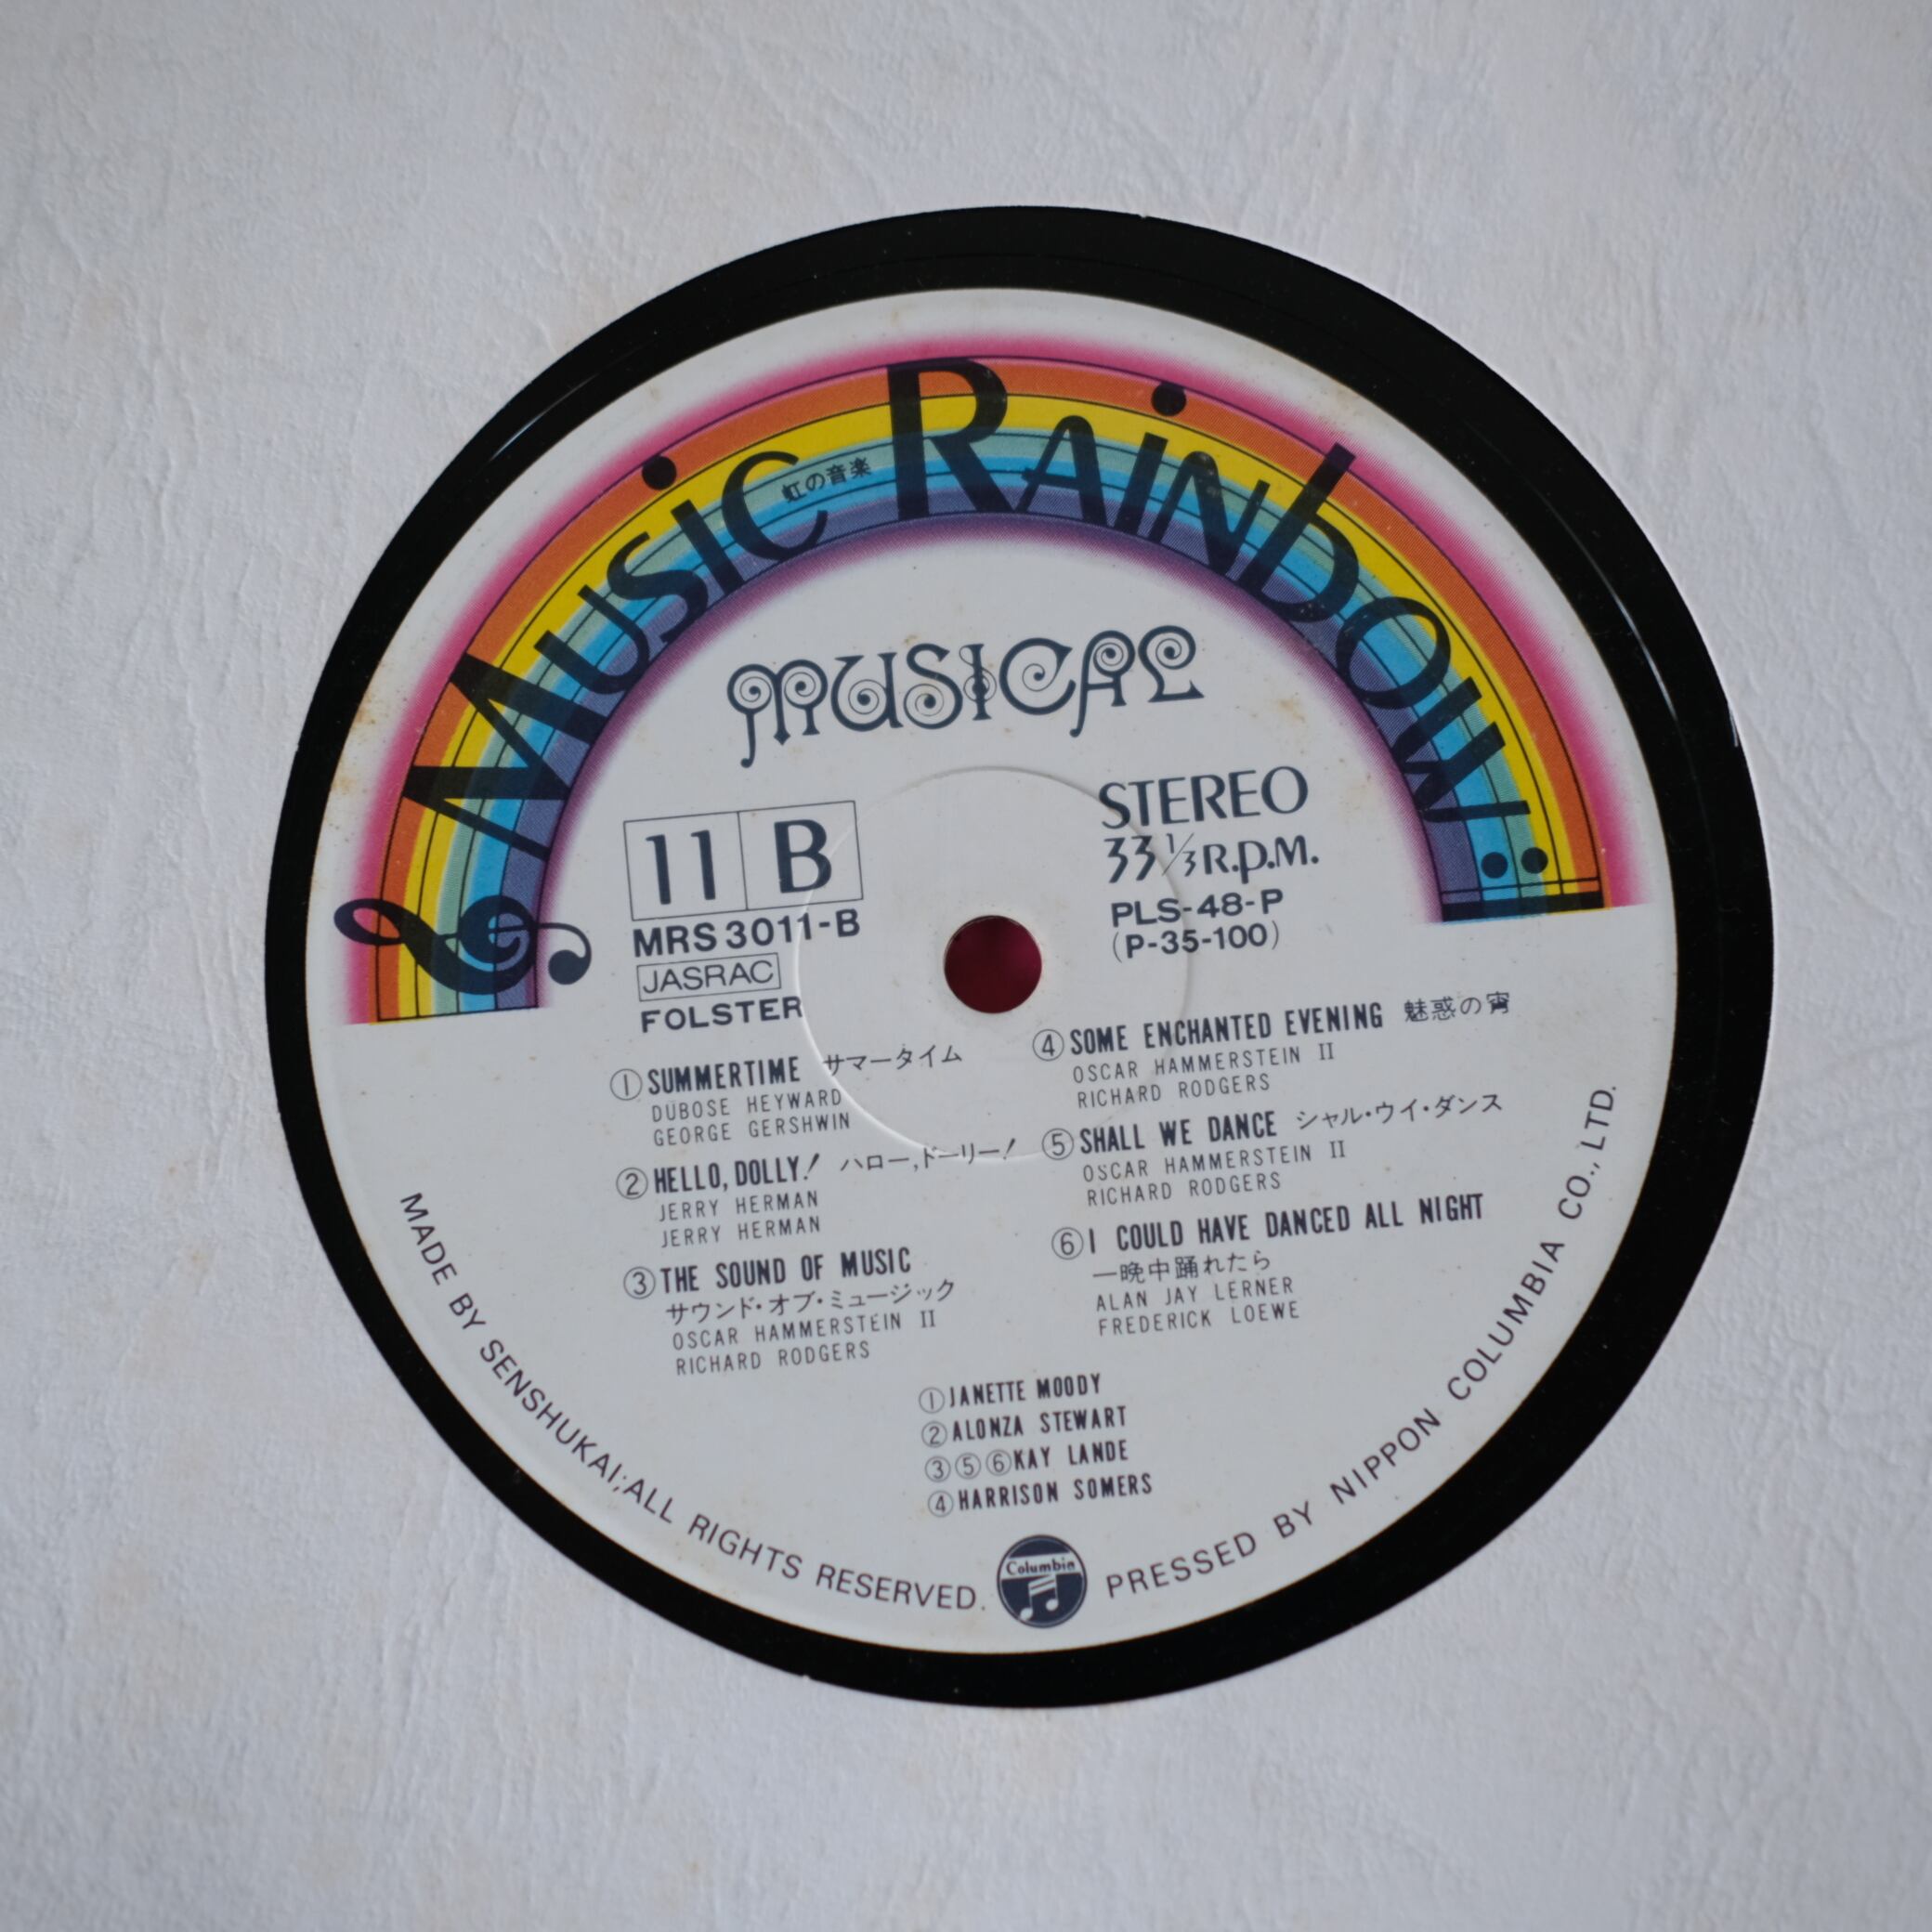 Music Rainbow
虹の音楽
MUSICAL
11 B
MRS 3011-B
JASRAC
FOLSTER
STEREO
33 1/3 R.P.M.
PLS-48-P
(P-35-100)
① SUMMERTIME サマータイム
DUBOSE HEYWARD
GEORGE GERSHWIN
② HELLO, DOLLY! ハロー,ドーリー!
JERRY HERMAN
JERRY HERMAN
③ THE SOUND OF MUSIC
サウンド・オブ・ミュージック
OSCAR HAMMERSTEIN II
RICHARD RODGERS
④ SOME ENCHANTED EVENING 魅惑の宵
OSCAR HAMMERSTEIN II
RICHARD RODGERS
⑤ SHALL WE DANCE シャル・ウイ・ダンス
OSCAR HAMMERSTEIN II
RICHARD RODGERS
⑥ I COULD HAVE DANCED ALL NIGHT
一晩中踊れたら
ALAN JAY LERNER
FREDERICK LOEWE
① JANETTE MOODY
② ALONZA STEWART
③⑤⑥ KAY LANDE
④ HARRISON SOMERS
MADE BY SENSHUKAI; ALL RIGHTS RESERVED.
Columbia
PRESSED BY NIPPON COLUMBIA CO., LTD.